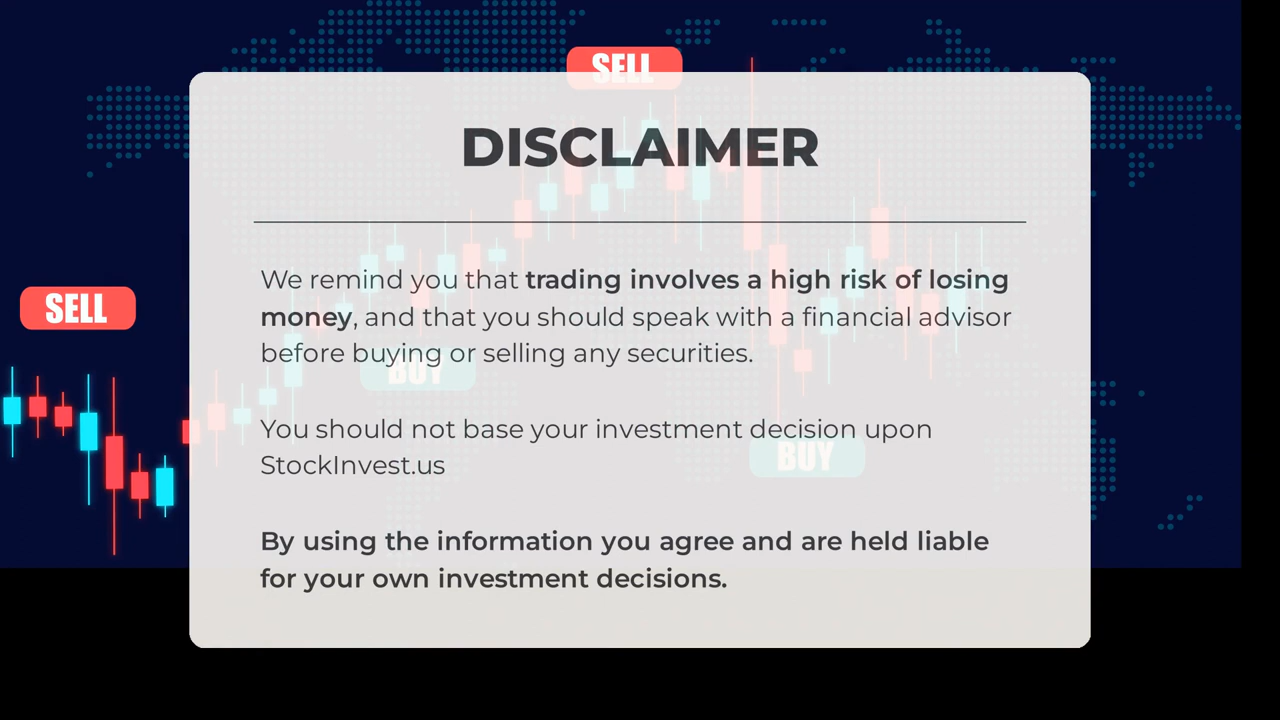 SELL
DISCLAIMER
We remind you that trading involves a high risk of losing
money, and that you should speak with a financial advisor
before buying or selling any securities.
BUY
You should not base your investment decision upon
StockInvest.us
BUY
By using the information you agree and are held liable
for your own investment decisions.
SELL